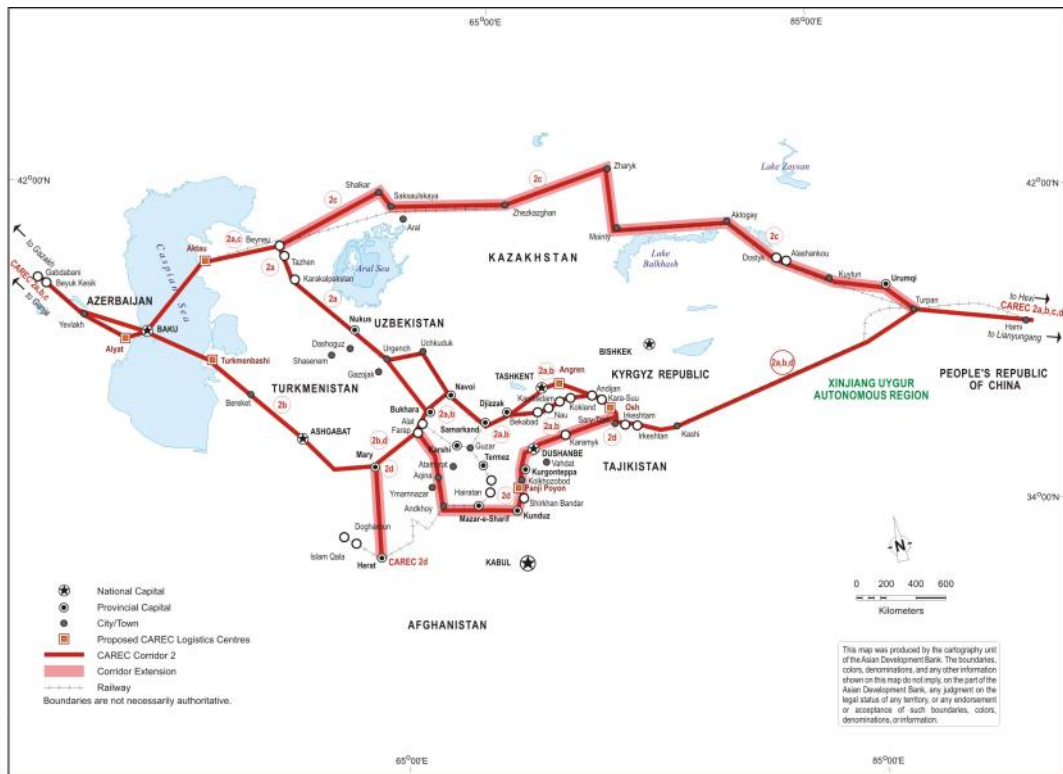 65°00'E
85°00'E
42°00'N
42°00'N
Zharyk
Lake Zaysan
Shalkar
2c
2c
Saksaulskaya
Zhezkazghan
Aral
Mointy
Aktogay
2c
to Gazakh
CAREC 2a,b,c
to Ganja
Gabdabani
Beyuk Kesik
AZERBAIJAN
Yevlakh
Alyat
BAKU
Caspian Sea
Aktau
2a,c
Beyneu
Tazhen
2a
Karakalpakstan
2a
Aral Sea
KAZAKHSTAN
Lake Balkhash
Dostyk
Alashankou
Kuytun
Urumqi
Turpan
to Hexi
CAREC 2a,b,c,d
Hami
to Lianyungang
Nukus
UZBEKISTAN
Dashoguz
Shasenem
Urgench
Uchkuduk
Gazojak
Turkmenbashi
TURKMENISTAN
Bereket
2b
ASHGABAT
BISHKEK
KYRGYZ REPUBLIC
2a,b,d
PEOPLE'S REPUBLIC OF CHINA
XINJIANG UYGUR AUTONOMOUS REGION
TASHKENT
2a,b
Angren
Andijan
Kara-Suu
Osh
Kokland
Nau
Bekabad
Navoi
Djizzak
Bukhara
2a,b
Samarkand
2a,b
2a,b
Irkeshtam
Irkeshtan
Kashi
2d
Karamyk
Alat
Farap
2b,d
Mary
2d
Karshi
Guzar
Termez
Aqina
Ymamnazar
Andkhoy
Hairatan
Mazar-e-Sharif
2d
DUSHANBE
Vahdat
TAJIKISTAN
Kurgonteppa
Kolkhozobod
Panji Poyon
Shirkhan Bandar
Kunduz
Islam Qala
Herat
CAREC 2d
KABUL
AFGHANISTAN
N
0 200 400 600
Kilometers
National Capital
Provincial Capital
City/Town
Proposed CAREC Logistics Centres
CAREC Corridor 2
Corridor Extension
Railway
Boundaries are not necessarily authoritative.
This map was produced by the cartography unit
of the Asian Development Bank. The boundaries,
colors, denominations, and any other information
shown on this map do not imply, on the part of the
Asian Development Bank, any judgment on the
legal status of any territory, or any endorsement
or acceptance of such boundaries, colors,
denominations, or information.
34°00'N
65°00'E
85°00'E